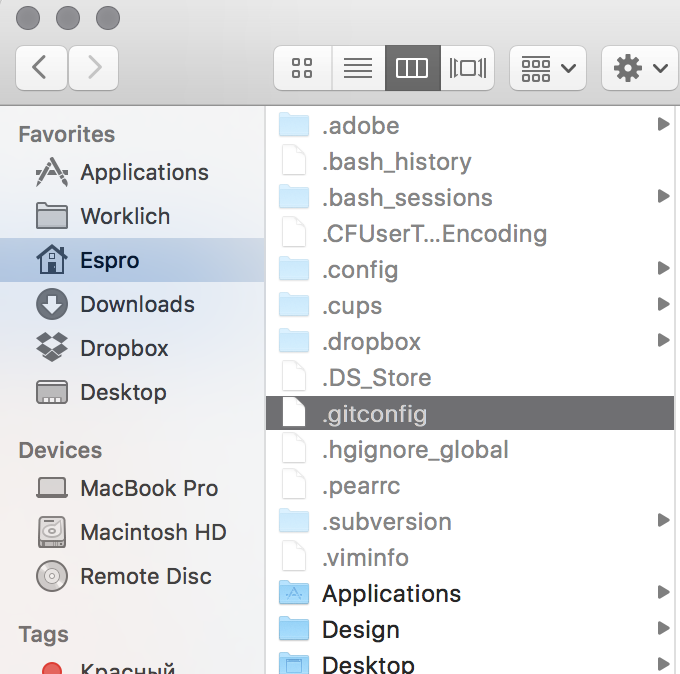 Favorites
Applications
Worklich
Espro
Downloads
Dropbox
Desktop
Devices
MacBook Pro
Macintosh HD
Remote Disc
Tags
Красный
.adobe
.bash_history
.bash_sessions
.CFUserT...Encoding
.config
.cups
.dropbox
.DS_Store
.gitconfig
.hgignore_global
.pearrc
.subversion
.viminfo
Applications
Design
Desktop